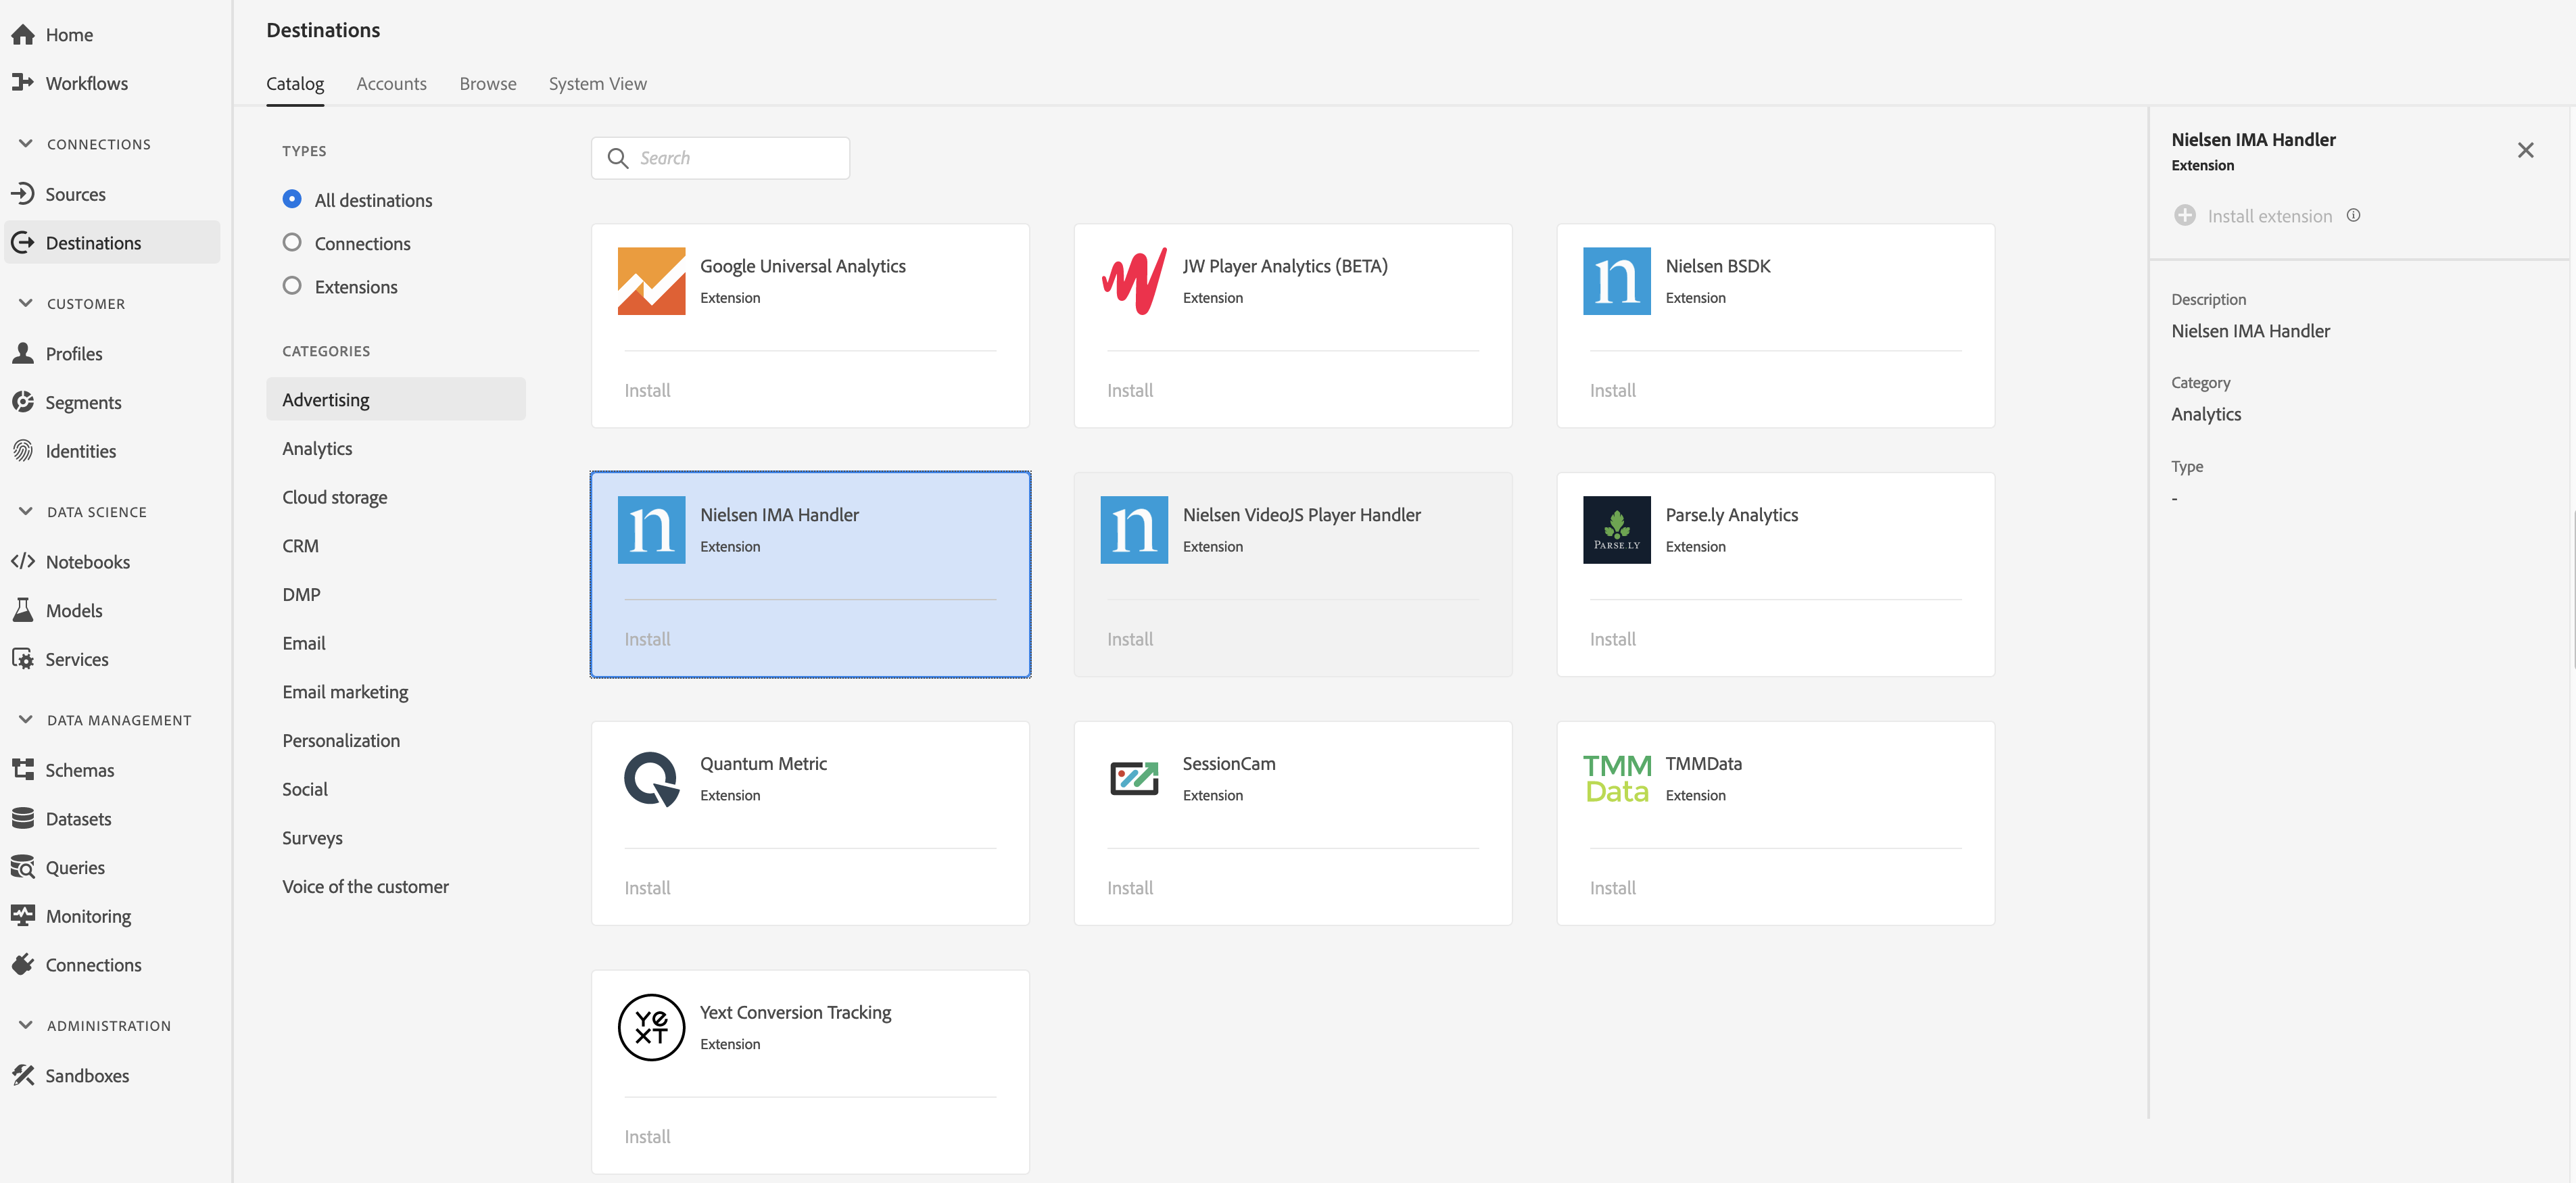 Home
Workflows
CONNECTIONS
Sources
Destinations
CUSTOMER
Profiles
Segments
Identities
DATA SCIENCE
Notebooks
Models
Services
DATA MANAGEMENT
Schemas
Datasets
Queries
Monitoring
Connections
ADMINISTRATION
Sandboxes
Destinations
Catalog Accounts Browse System View
TYPES
All destinations
Connections
Extensions
CATEGORIES
Advertising
Analytics
Cloud storage
CRM
DMP
Email
Email marketing
Personalization
Social
Surveys
Voice of the customer
Search
Google Universal Analytics
Extension
Install
JW Player Analytics (BETA)
Extension
Install
n
Nielsen BSDK
Extension
Install
n
Nielsen IMA Handler
Extension
Install
n
Nielsen VideoJS Player Handler
Extension
Install
PARSE.LY
Parse.ly Analytics
Extension
Install
Quantum Metric
Extension
Install
SessionCam
Extension
Install
TMM
Data
TMMData
Extension
Install
YE
XT
Yext Conversion Tracking
Extension
Install
Nielsen IMA Handler
Extension
Install extension
Description
Nielsen IMA Handler
Category
Analytics
Type
-